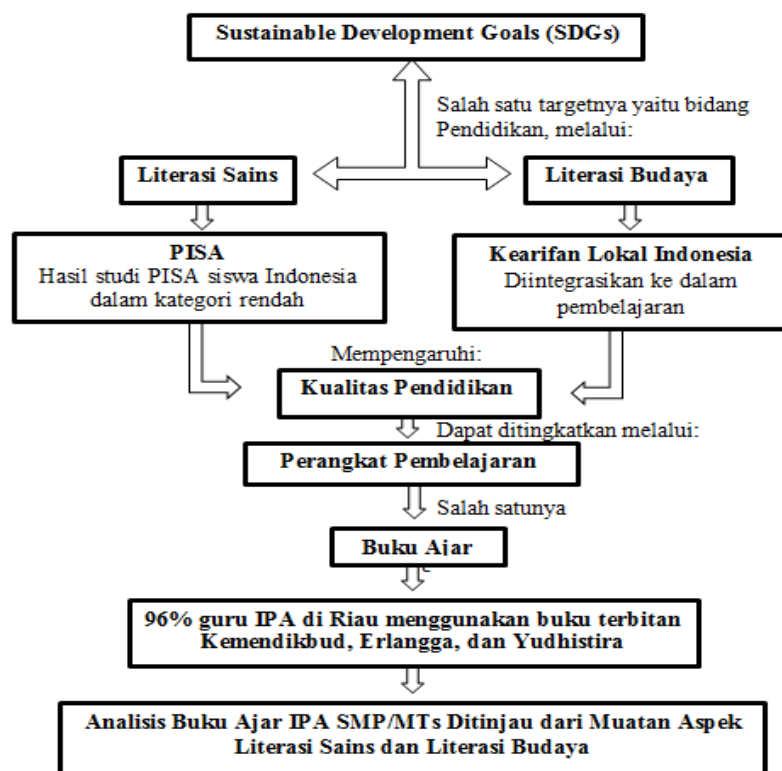 Sustainable Development Goals (SDGs)
Salah satu targetnya yaitu bidang
Pendidikan, melalui:
Literasi Sains
Literasi Budaya
PISA
Hasil studi PISA siswa Indonesia
dalam kategori rendah
Kearifan Lokal Indonesia
Diintegrasikan ke dalam
pembelajaran
Mempengaruhi:
Kualitas Pendidikan
Dapat ditingkatkan melalui:
Perangkat Pembelajaran
Salah satunya
Buku Ajar
96% guru IPA di Riau menggunakan buku terbitan
Kemendikbud, Erlangga, dan Yudhistira
Analisis Buku Ajar IPA SMP/MTs Ditinjau dari Muatan Aspek
Literasi Sains dan Literasi Budaya